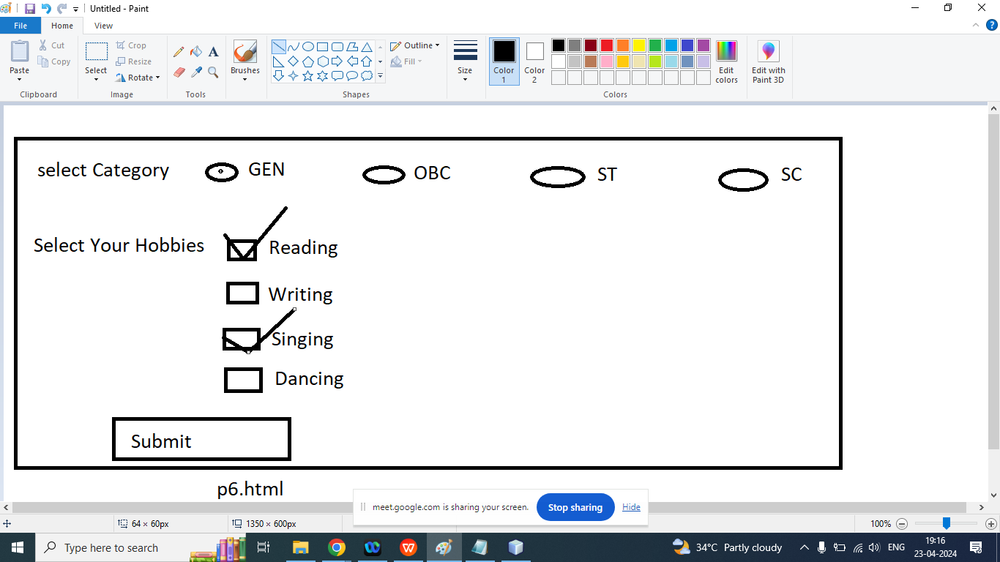 Untitled - Paint
File Home View
Paste Cut Copy Clipboard
Select Crop Resize Rotate Image
Tools
Brushes
Outline Fill Shapes
Size
Color 1 Color 2 Edit colors Colors
Edit with Paint 3D
select Category GEN OBC ST SC
Select Your Hobbies Reading
Writing
Singing
Dancing
Submit
p6.html
meet.google.com is sharing your screen. Stop sharing Hide
64 × 60px 1350 × 600px 100%
Type here to search 34°C Partly cloudy ENG 19:16
23-04-2024